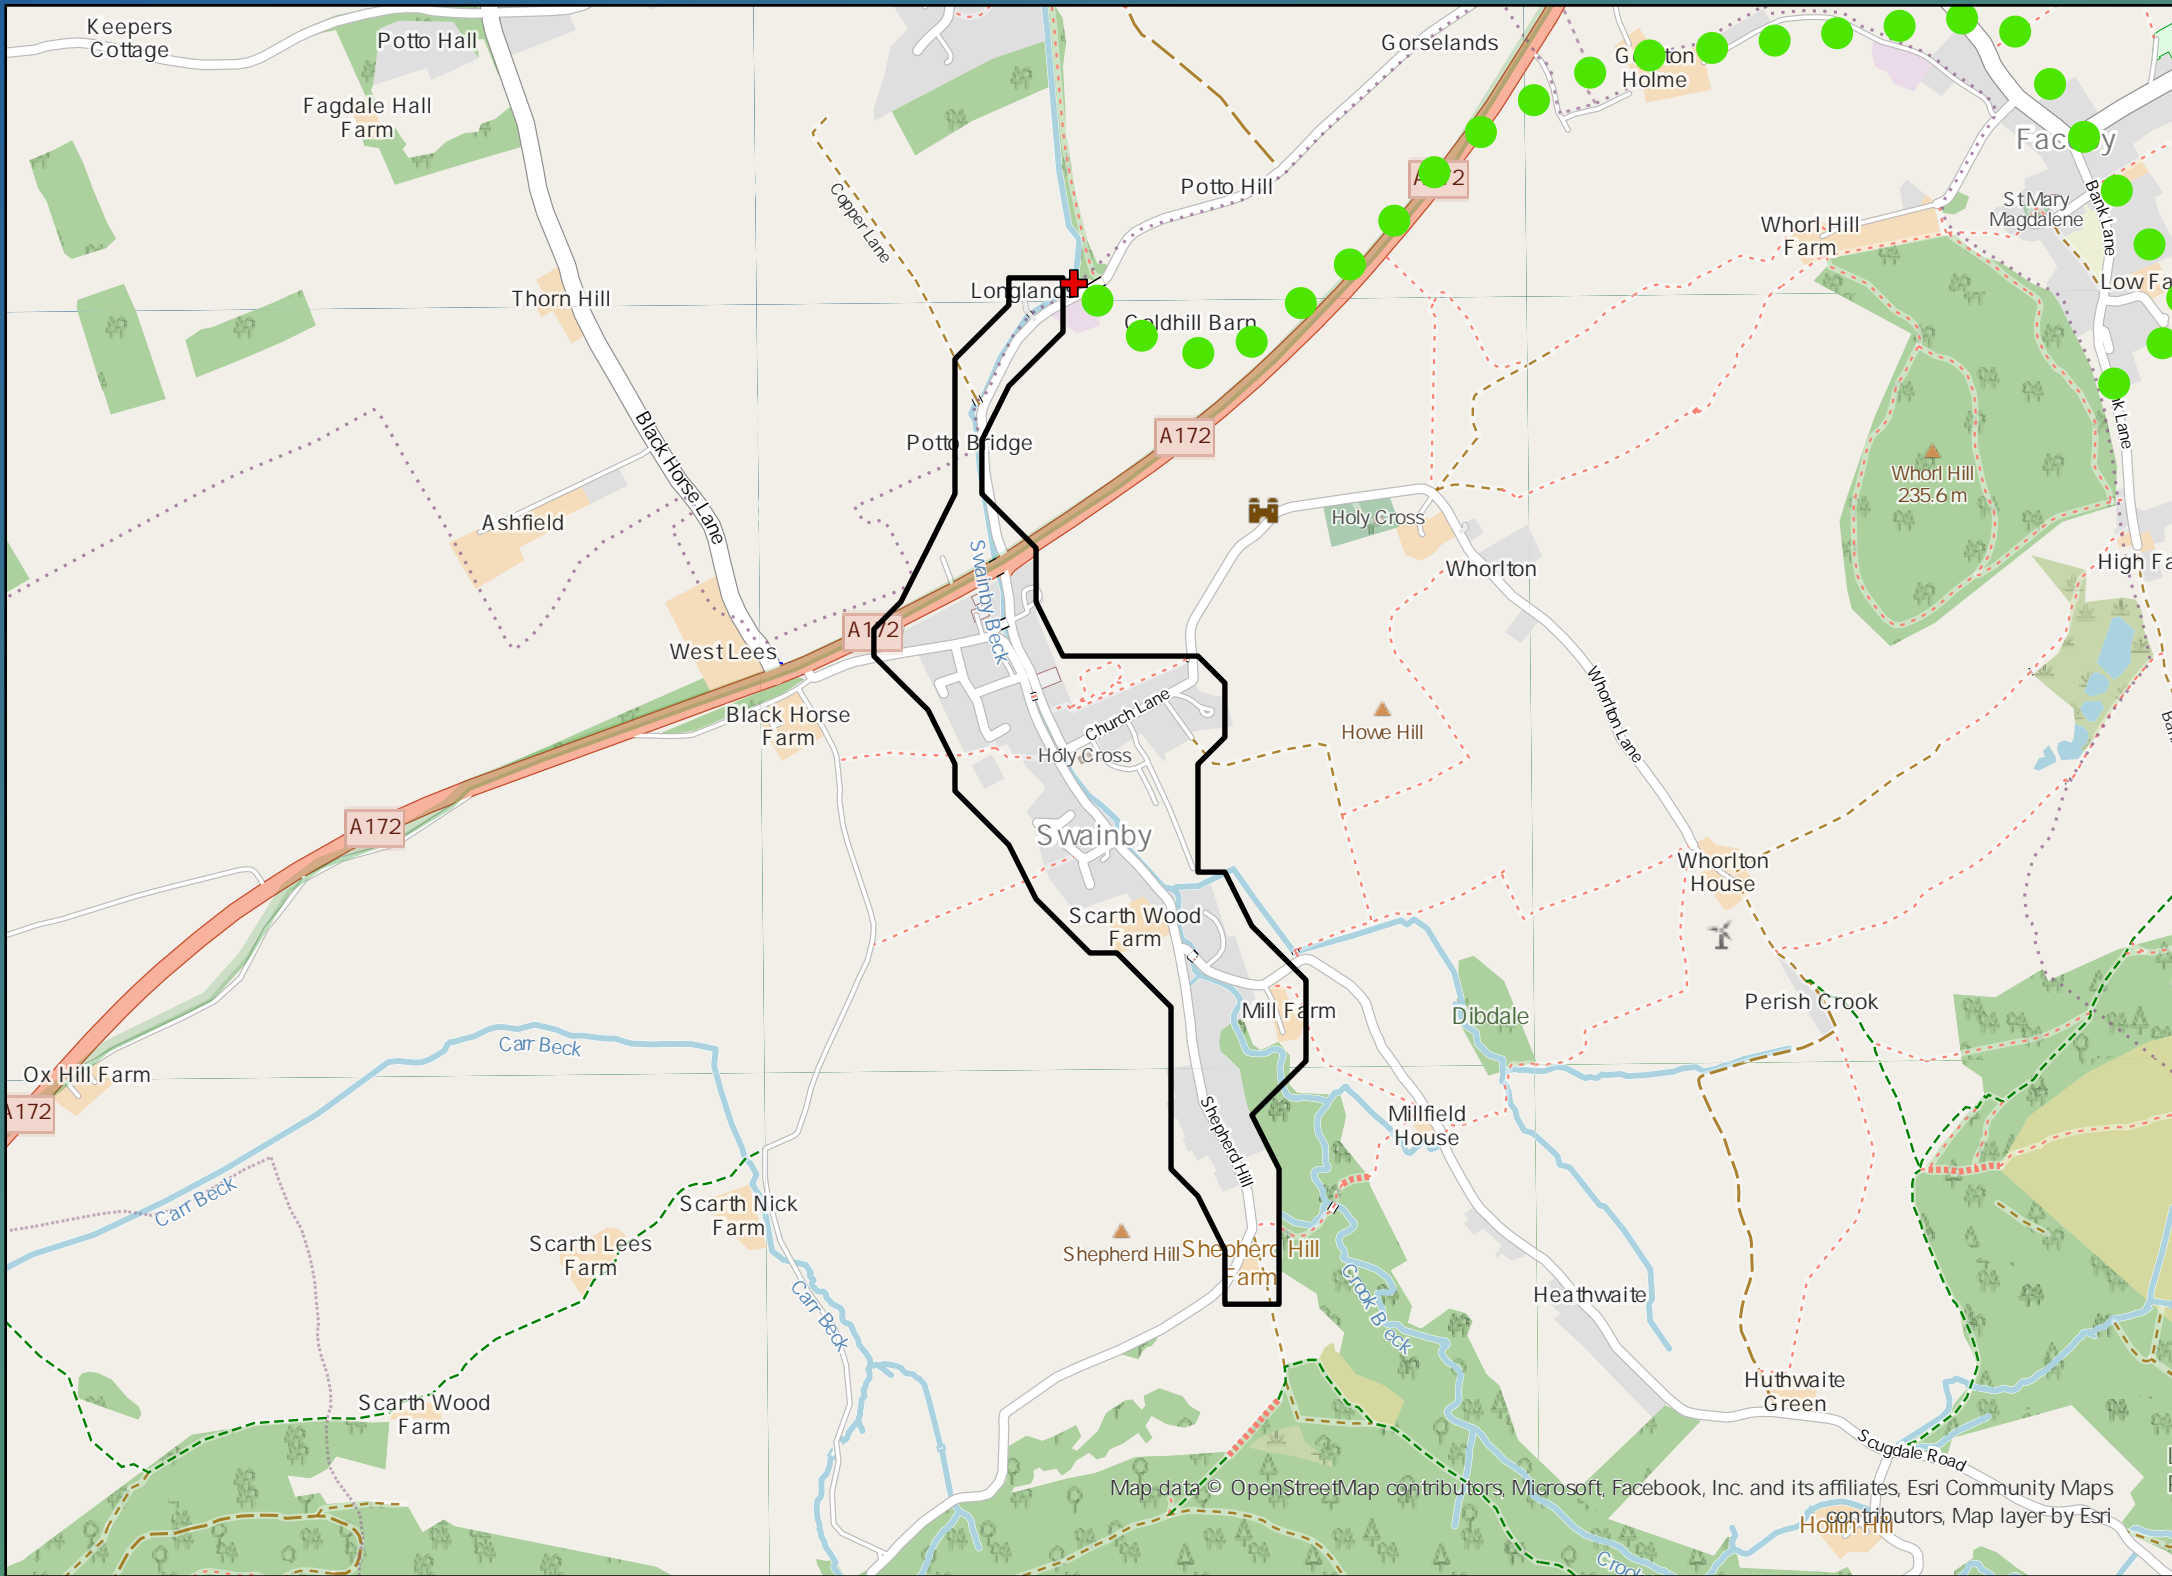 Keepers
Cottage
Potto Hall
Gorselands
Holme
Fagdale Hall
Farm
A172
Potto Hill
Copper Lane
Bank Lane
St Mary
Magdalene
Whorl Hill
Farm
Thorn Hill
Longlands
Low Fa
Goldhill Barn
Black Horse Lane
Potto Bridge
A172
Whorl Hill
235.6 m
Ashfield
Holy Cross
Swainby Beck
Whorlton
High Fa
A172
West Lees
Whorlton Lane
Church Lane
Black Horse
Farm
Howe Hill
Holy Cross
A172
Swainby
Whorlton
House
Scarth Wood
Farm
Perish Crook
Mill Farm
Dibdale
Carr Beck
Ox Hill Farm
A172
Shepherd Hill
Millfield
House
Carr Beck
Scarth Nick
Farm
Scarth Lees
Farm
Shepherd Hill
Shepherd Hill
Farm
Carr Beck
Crook Beck
Heathwaite
Huthwaite
Green
Scarth Wood
Farm
Scugdale Road
Map data © OpenStreetMap contributors, Microsoft, Facebook, Inc. and its affiliates, Esri Community Maps
contributors, Map layer by Esri
Hollin Hill